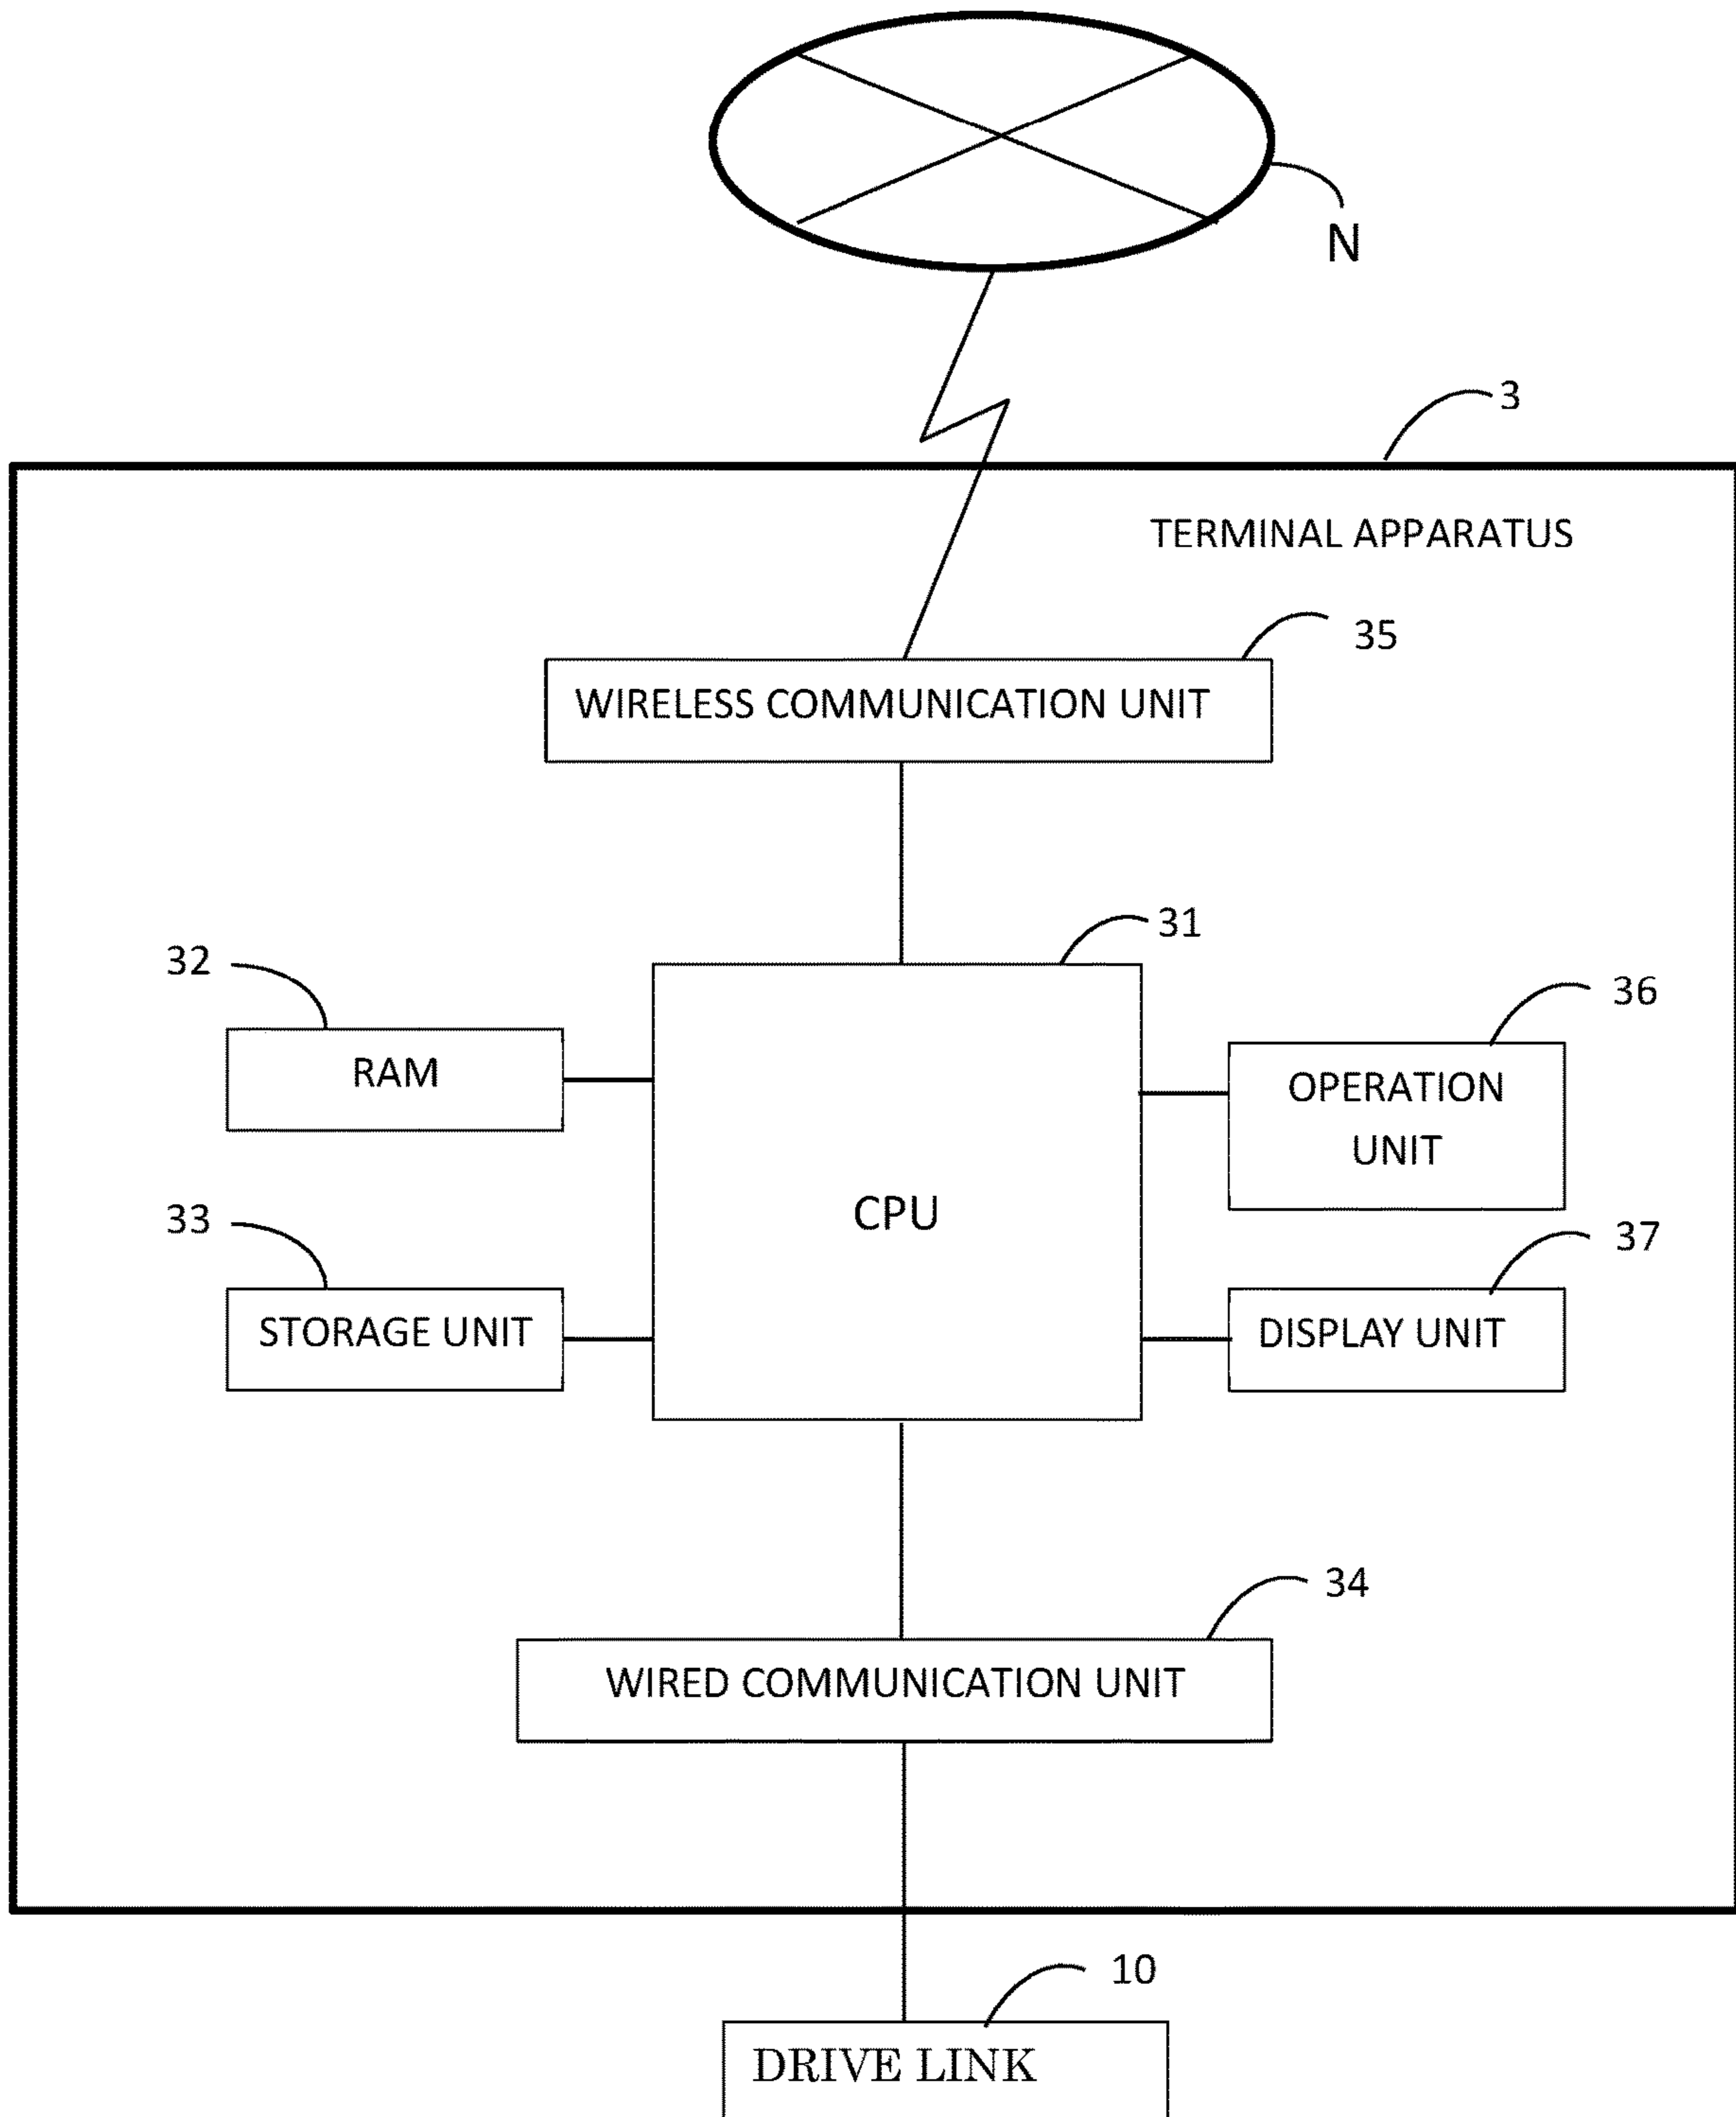 N
3
TERMINAL APPARATUS
35
WIRELESS COMMUNICATION UNIT
31
32
36
RAM
OPERATION
UNIT
CPU
33
37
STORAGE UNIT
DISPLAY UNIT
34
WIRED COMMUNICATION UNIT
10
DRIVE LINK